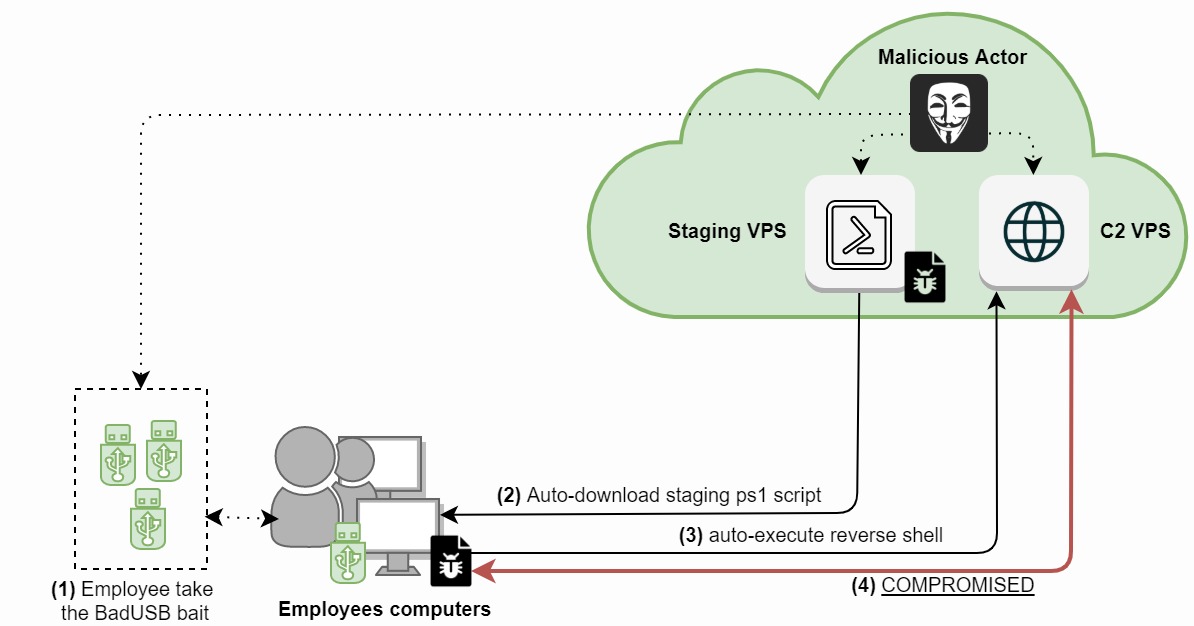 Malicious Actor
Staging VPS
C2 VPS
(2) Auto-download staging ps1 script
(3) auto-execute reverse shell
(4) COMPROMISED
(1) Employee take
the BadUSB bait
Employees computers